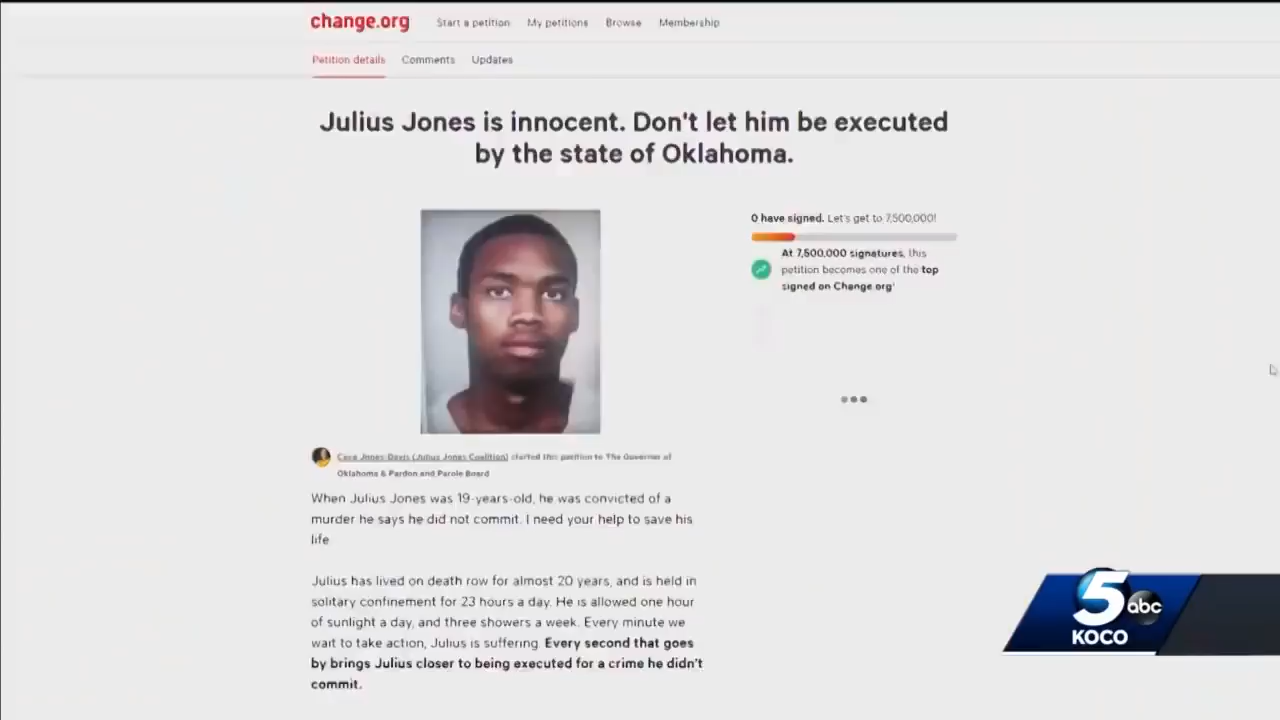 change.org
Start a petition My petitions Browse Membership
Petition details Comments Updates
Julius Jones is innocent. Don't let him be executed
by the state of Oklahoma.
0 have signed. Let's get to 7,500,000!
At 7,500,000 signatures, this
petition becomes one of the top
signed on Change.org!
Cece Jones-Davis (Julius Jones Coalition) started this petition to The Governor of
Oklahoma & Pardon and Parole Board
When Julius Jones was 19-years-old, he was convicted of a
murder he says he did not commit. I need your help to save his
life
Julius has lived on death row for almost 20 years, and is held in
solitary confinement for 23 hours a day. He is allowed one hour
of sunlight a day, and three showers a week. Every minute we
wait to take action, Julius is suffering. Every second that goes
by brings Julius closer to being executed for a crime he didn't
commit.
5 abc
KOCO